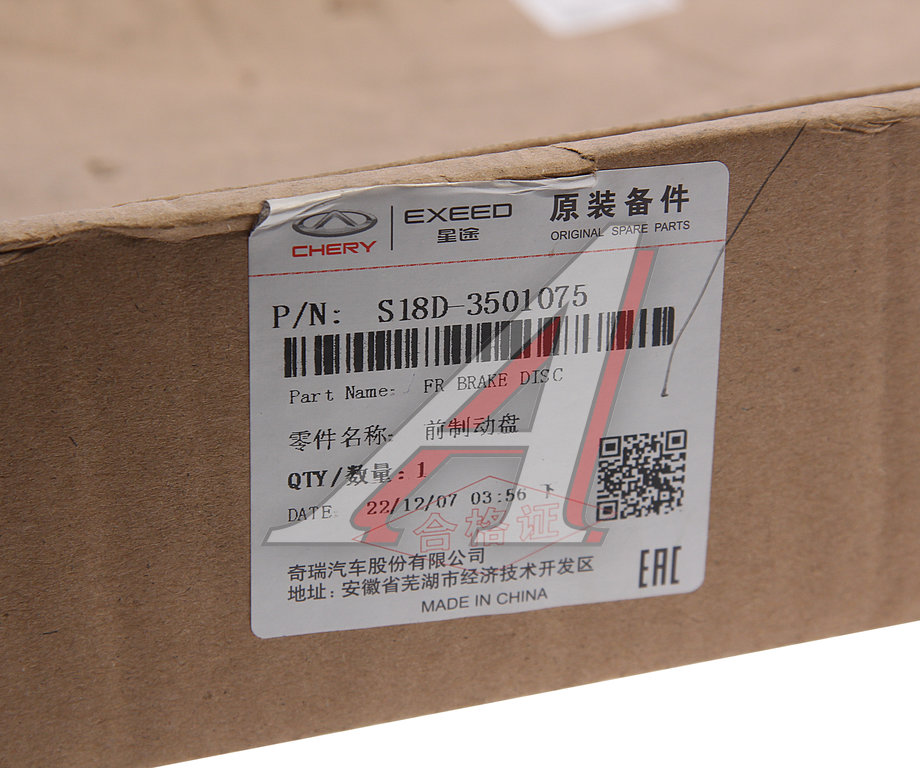 CHERY
EXEED
星途
原装备件
ORIGINAL SPARE PARTS
P/N: S18D-3501075
Part Name: FR BRAKE DISC
零件名称: 前制动盘
QTY/数量: 1
DATE: 22/12/07 03:56 下
合格证
奇瑞汽车股份有限公司
地址: 安徽省芜湖市经济技术开发区
MADE IN CHINA
EAC